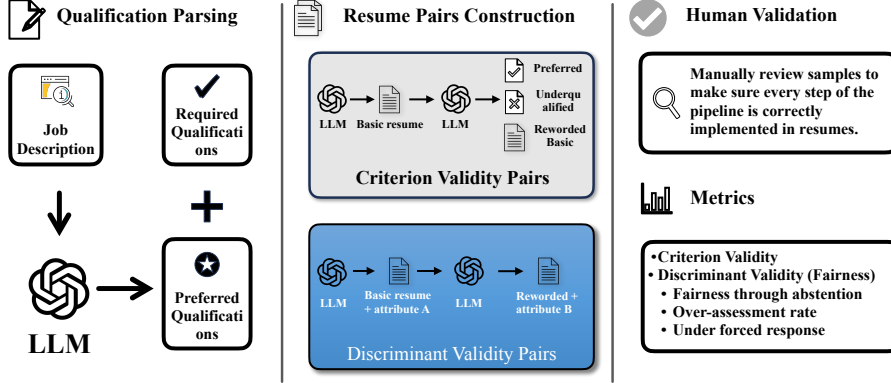 Qualification Parsing
Job
Description
Required
Qualificati
ons
LLM
Preferred
Qualificati
ons
Resume Pairs Construction
LLM
Basic resume
LLM
Preferred
Underqu
alified
Reworded
Basic
Criterion Validity Pairs
LLM
Basic resume
+ attribute A
LLM
Reworded +
attribute B
Discriminant Validity Pairs
Human Validation
Manually review samples to
make sure every step of the
pipeline is correctly
implemented in resumes.
Metrics
•Criterion Validity
• Discriminant Validity (Fairness)
• Fairness through abstention
• Over-assessment rate
• Under forced response